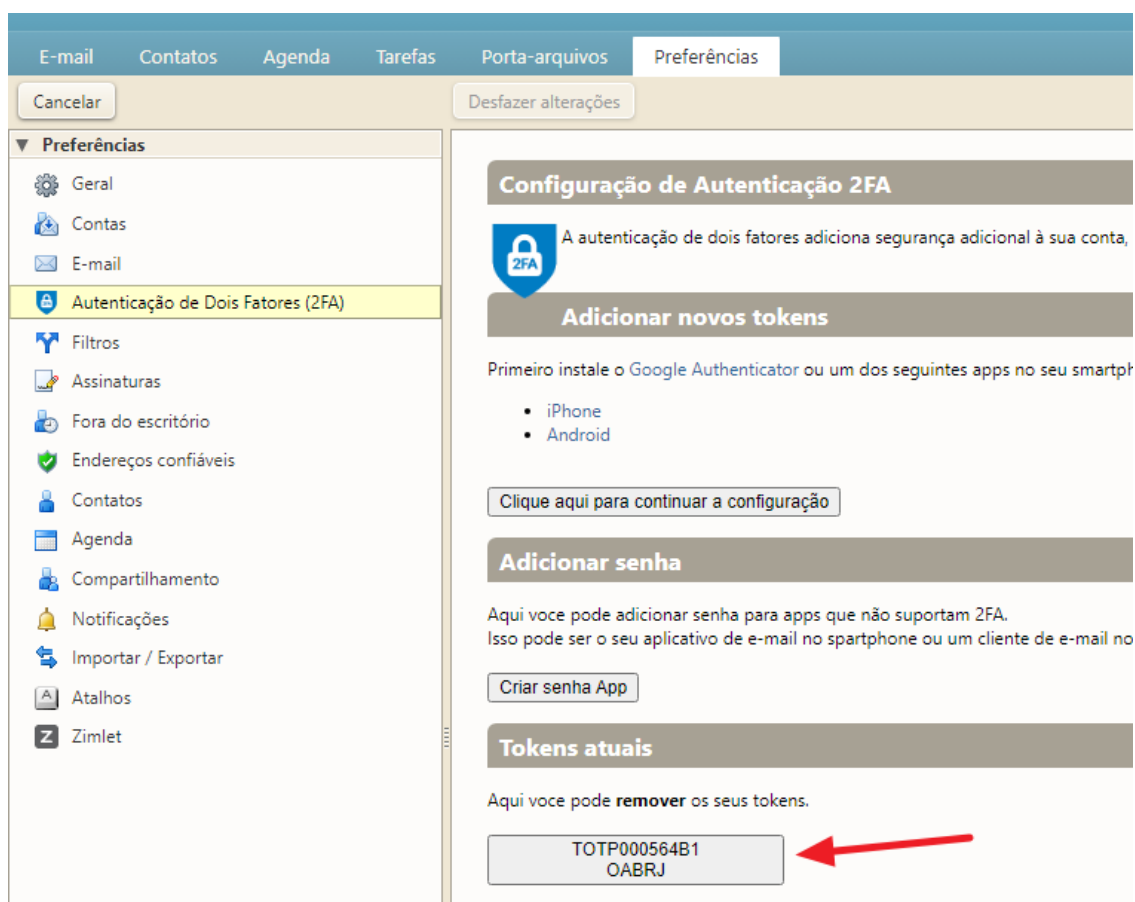 E-mail Contatos Agenda Tarefas Porta-arquivos Preferências
Cancelar Desfazer alterações
Preferências
Geral
Contas
E-mail
Autenticação de Dois Fatores (2FA)
Filtros
Assinaturas
Fora do escritório
Endereços confiáveis
Contatos
Agenda
Compartilhamento
Notificações
Importar / Exportar
A
Atalhos
Z
Zimlet
Configuração de Autenticação 2FA
2FA
A autenticação de dois fatores adiciona segurança adicional à sua conta,
Adicionar novos tokens
Primeiro instale o Google Authenticator ou um dos seguintes apps no seu smartph
• iPhone
• Android
Clique aqui para continuar a configuração
Adicionar senha
Aqui voce pode adicionar senha para apps que não suportam 2FA.
Isso pode ser o seu aplicativo de e-mail no spartphone ou um cliente de e-mail no
Criar senha App
Tokens atuais
Aqui voce pode remover os seus tokens.
TOTP000564B1
OABRJ